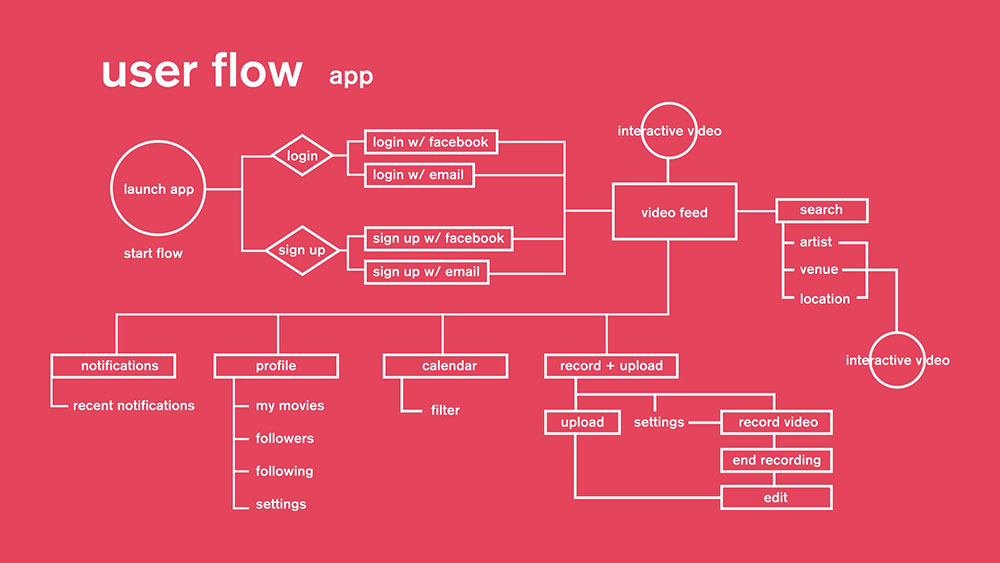 user flow app
launch app
start flow
login
login w/ facebook
login w/ email
sign up
sign up w/ facebook
sign up w/ email
interactive video
video feed
search
artist
venue
location
interactive video
notifications
recent notifications
profile
my movies
followers
following
settings
calendar
filter
record + upload
upload
settings
record video
end recording
edit